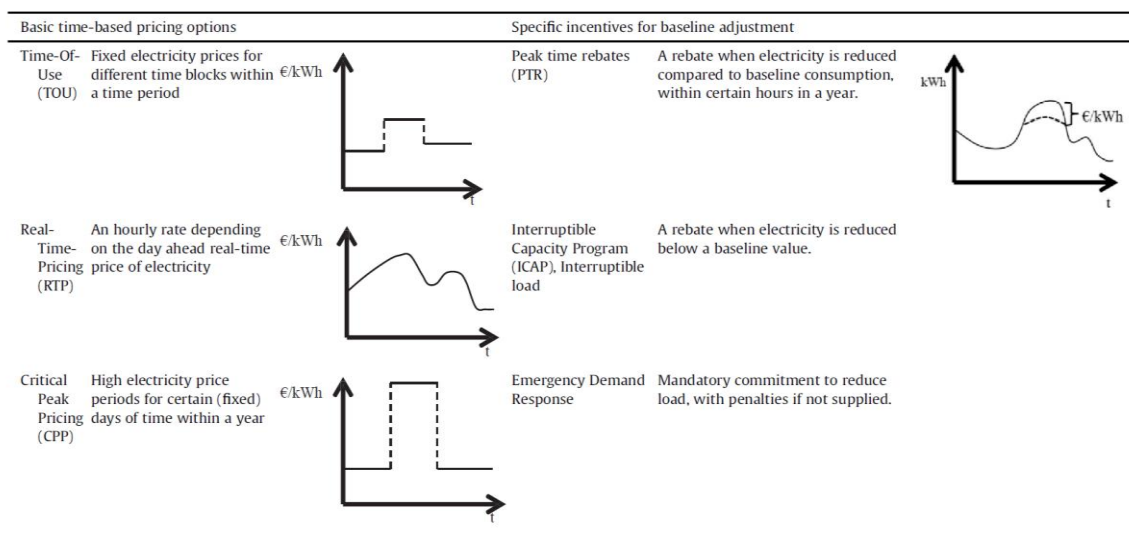 Basic time-based pricing options
Specific incentives for baseline adjustment
Time-Of-
Use
(TOU)
Fixed electricity prices for
different time blocks within
a time period
€/kWh
t
Peak time rebates
(PTR)
A rebate when electricity is reduced
compared to baseline consumption,
within certain hours in a year.
kWh
€/kWh
t
Real-
Time-
Pricing
(RTP)
An hourly rate depending
on the day ahead real-time
price of electricity
€/kWh
t
Interruptible
Capacity Program
(ICAP), Interruptible
load
A rebate when electricity is reduced
below a baseline value.
Critical
Peak
Pricing
(CPP)
High electricity price
periods for certain (fixed)
days of time within a year
€/kWh
t
Emergency Demand
Response
Mandatory commitment to reduce
load, with penalties if not supplied.